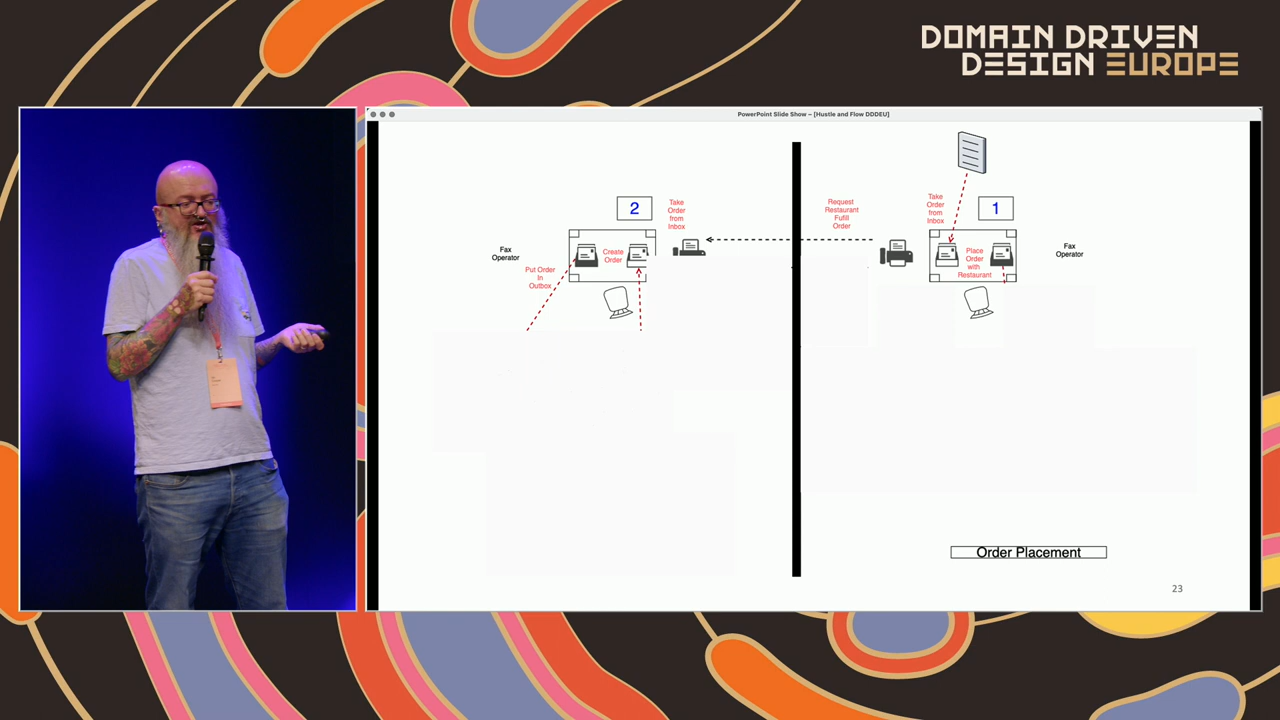 DOMAIN DRIVEN
DESIGN EUROPE
PowerPoint Slide Show – [Hustle and Flow DDDEU]
2
Take
Order
from
Inbox
Fax
Operator
Create
Order
Put Order
In
Outbox
Request
Restaurant
Fufill
Order
Take
Order
from
Inbox
1
Place
Order
with
Restaurant
Fax
Operator
Order Placement
23